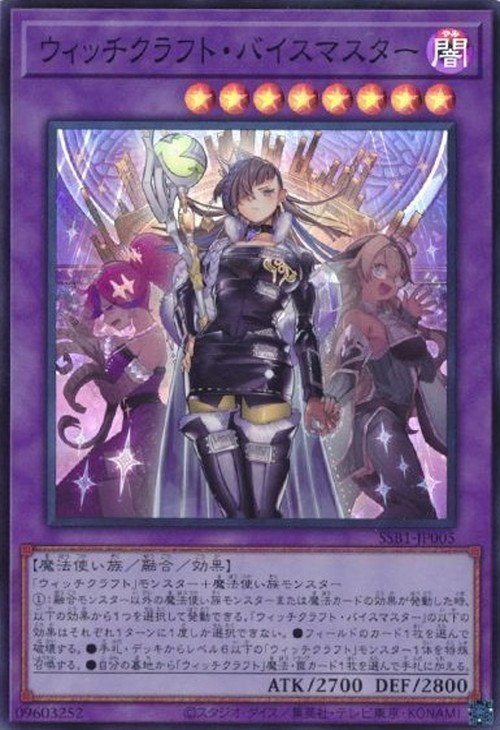 ウィッチクラフト・バイスマスター
やみ
闇
SSB1-JP005
【魔法使い族／融合／効果】
「ウィッチクラフト」モンスター＋魔法使い族モンスター
①：融合モンスター以外の魔法使い族モンスターまたは魔法カードの効果が発動した時、
以下の効果から1つを選択して発動できる。「ウィッチクラフト・バイスマスター」の以下の
効果はそれぞれ1ターンに1度しか選択できない。●フィールドのカード1枚を選んで
破壊する。●手札・デッキからレベル6以下の「ウィッチクラフト」モンスター1体を特殊
召喚する。●自分の墓地から「ウィッチクラフト」魔法・罠カード1枚を選んで手札に加える。
ATK/2700 DEF/2800
09603252
©スタジオ・ダイス／集英社・テレビ東京・KONAMI